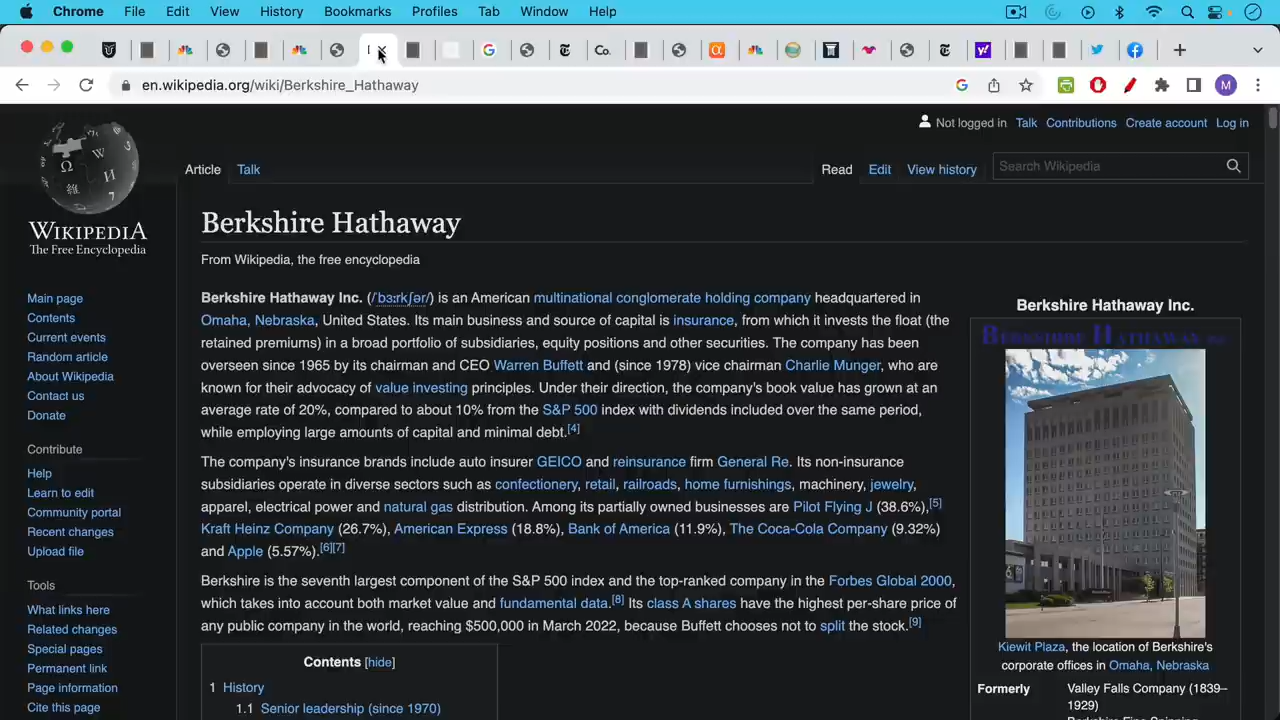 Chrome File Edit View History Bookmarks Profiles Tab Window Help
Co.
en.wikipedia.org/wiki/Berkshire_Hathaway
M
Not logged in Talk Contributions Create account Log in
Article Talk Read Edit View history Search Wikipedia
WIKIPEDIA
The Free Encyclopedia
Main page
Contents
Current events
Random article
About Wikipedia
Contact us
Donate
Contribute
Help
Learn to edit
Community portal
Recent changes
Upload file
Tools
What links here
Related changes
Special pages
Permanent link
Page information
Cite this page
Berkshire Hathaway
From Wikipedia, the free encyclopedia
Berkshire Hathaway Inc. (/ˈbɜːrkʃər/) is an American multinational conglomerate holding company headquartered in
Omaha, Nebraska, United States. Its main business and source of capital is insurance, from which it invests the float (the
retained premiums) in a broad portfolio of subsidiaries, equity positions and other securities. The company has been
overseen since 1965 by its chairman and CEO Warren Buffett and (since 1978) vice chairman Charlie Munger, who are
known for their advocacy of value investing principles. Under their direction, the company's book value has grown at an
average rate of 20%, compared to about 10% from the S&P 500 index with dividends included over the same period,
while employing large amounts of capital and minimal debt.[4]
The company's insurance brands include auto insurer GEICO and reinsurance firm General Re. Its non-insurance
subsidiaries operate in diverse sectors such as confectionery, retail, railroads, home furnishings, machinery, jewelry,
apparel, electrical power and natural gas distribution. Among its partially owned businesses are Pilot Flying J (38.6%),[5]
Kraft Heinz Company (26.7%), American Express (18.8%), Bank of America (11.9%), The Coca-Cola Company (9.32%)
and Apple (5.57%).[6][7]
Berkshire is the seventh largest component of the S&P 500 index and the top-ranked company in the Forbes Global 2000,
which takes into account both market value and fundamental data.[8] Its class A shares have the highest per-share price of
any public company in the world, reaching $500,000 in March 2022, because Buffett chooses not to split the stock.[9]
Contents [hide]
1 History
1.1 Senior leadership (since 1970)
Berkshire Hathaway Inc.
BERKSHIRE HATHAWAY INC.
Kiewit Plaza, the location of Berkshire's
corporate offices in Omaha, Nebraska
Formerly Valley Falls Company (1839–
1929)